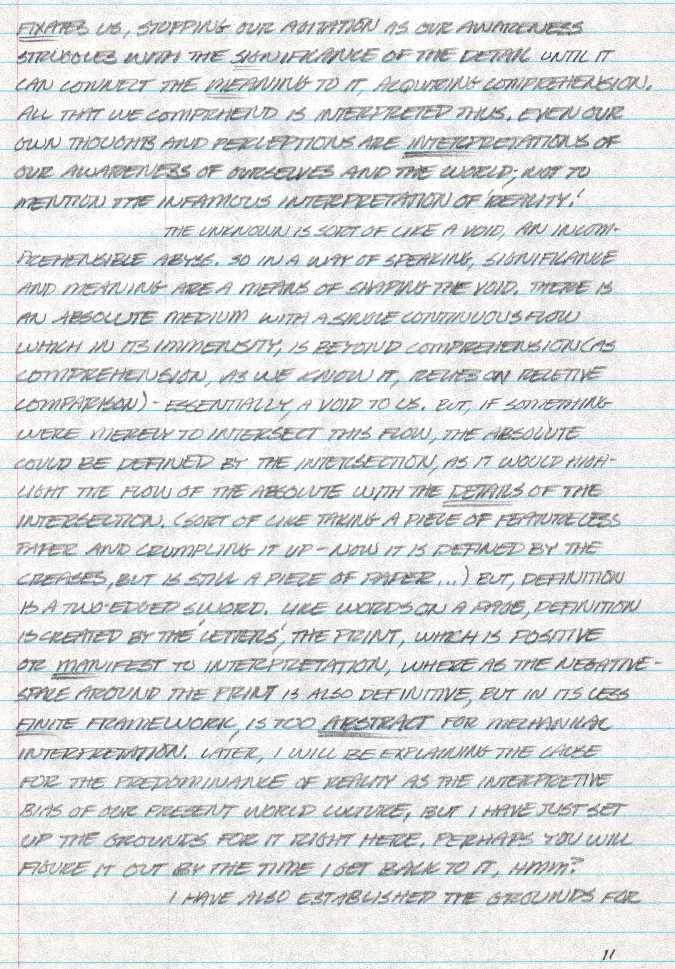 FIXATES US, STOPPING OUR AGITATION AS OUR AWARENESS
STRUGGLES WITH THE SIGNIFICANCE OF THE DETAIL UNTIL IT
CAN CONNECT THE MEANING TO IT, ACQUIRING COMPREHENSION.
ALL THAT WE COMPRHEND IS INTERPRETED THUS. EVEN OUR
OWN THOUGHTS AND PERCEPTIONS ARE INTERPRETATIONS OF
OUR AWARENESS OF OURSELVES AND THE WORLD; NOT TO
MENTION THE INFAMOUS INTERPRETATION OF 'REALITY.'
THE UNKNOWN IS SORT OF LIKE A VOID, AN INCOM-
PREHENSIBLE ABYSS. SO IN A WAY OF SPEAKING, SIGNIFICANCE
AND MEANING ARE A MEANS OF SHAPING THE VOID. THERE IS
AN ABSOLUTE MEDIUM WITH A SINGLE CONTINUOUS FLOW
WHICH IN ITS IMMENSITY, IS BEYOND COMPREHENSION (AS
COMPREHENSION, AS WE KNOW IT, RELIES ON RELETIVE
COMPARISON) - ESSENTIALLY, A VOID TO US. BUT, IF SOMETHING
WERE MERELY TO INTERSECT THIS FLOW, THE ABSOLUTE
COULD BE DEFINED BY THE INTERSECTION, AS IT WOULD HIGH-
LIGHT THE FLOW OF THE ABSOLUTE WITH THE DETAILS OF THE
INTERSECTION. (SORT OF LIKE TAKING A PIECE OF FEATURELESS
PAPER AND CRUMPLING IT UP - NOW IT IS DEFINED BY THE
CREASES, BUT IS STILL A PIECE OF PAPER...) BUT, DEFINITION
IS A TWO-EDGED SWORD. LIKE WORDS ON A PAGE, DEFINITION
IS CREATED BY THE 'LETTERS', THE PRINT, WHICH IS POSITIVE
OR MANIFEST TO INTERPRETATION, WHERE AS THE NEGATIVE-
SPACE AROUND THE PRINT IS ALSO DEFINITIVE, BUT IN ITS LESS
FINITE FRAMEWORK, IS TOO ABSTRACT FOR MECHANICAL
INTERPRETATION. LATER, I WILL BE EXPLAINING THE CAUSE
FOR THE PREDOMINANCE OF REALITY AS THE INTERPRETIVE
BIAS OF OUR PRESENT WORLD CULTURE, BUT I HAVE JUST SET
UP THE GROUNDS FOR IT RIGHT HERE. PERHAPS YOU WILL
FIGURE IT OUT BY THE TIME I GET BACK TO IT, HMM?
I HAVE ALSO ESTABLISHED THE GROUNDS FOR
11